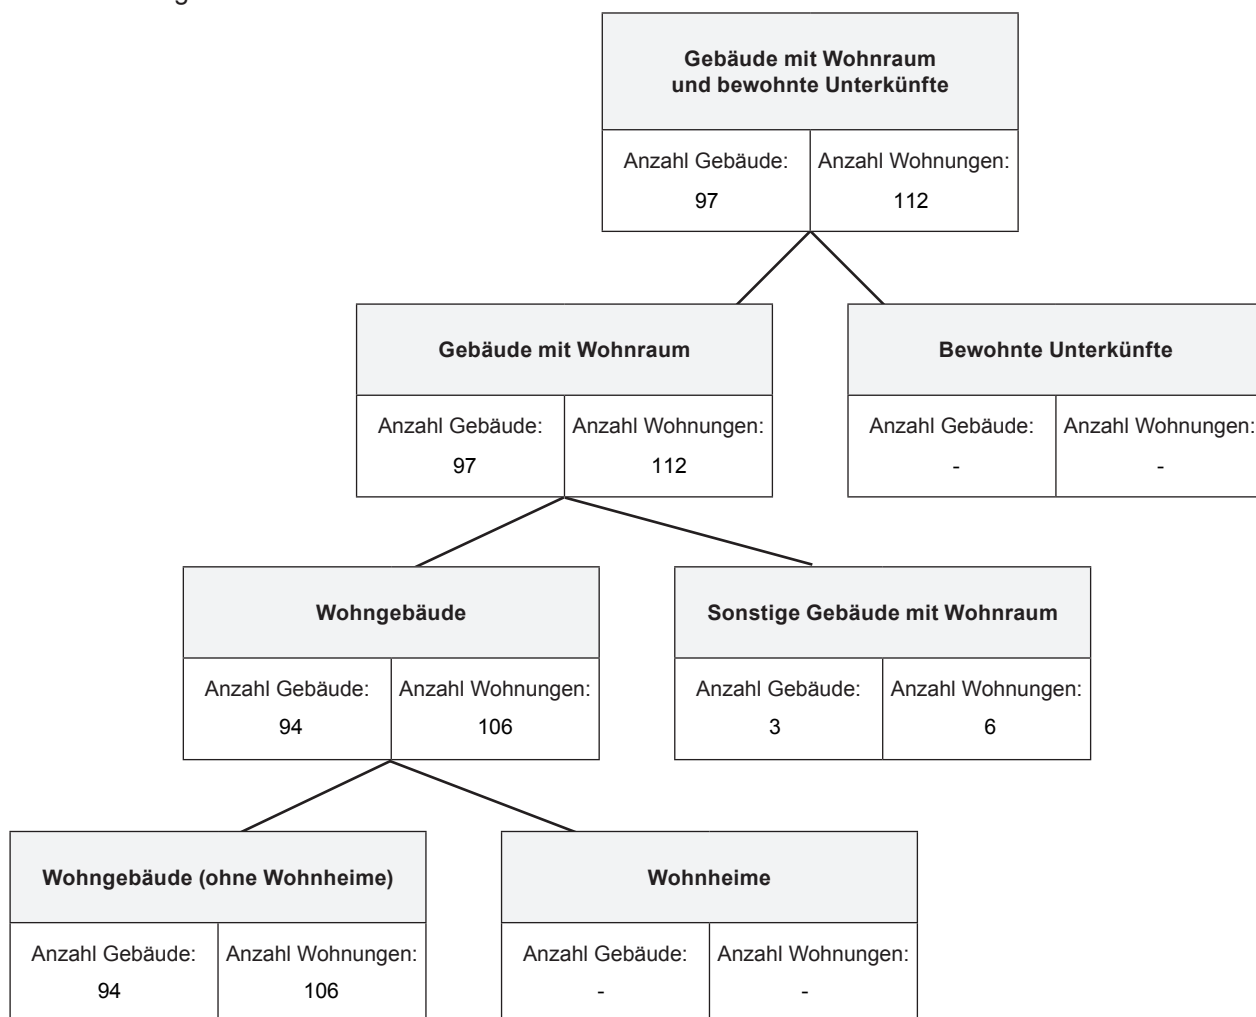 Gebäude mit Wohnraum
und bewohnte Unterkünfte
Anzahl Gebäude: Anzahl Wohnungen:
97 112
Gebäude mit Wohnraum
Anzahl Gebäude: Anzahl Wohnungen:
97 112
Bewohnte Unterkünfte
Anzahl Gebäude: Anzahl Wohnungen:
- -
Wohngebäude
Anzahl Gebäude: Anzahl Wohnungen:
94 106
Sonstige Gebäude mit Wohnraum
Anzahl Gebäude: Anzahl Wohnungen:
3 6
Wohngebäude (ohne Wohnheime)
Anzahl Gebäude: Anzahl Wohnungen:
94 106
Wohnheime
Anzahl Gebäude: Anzahl Wohnungen:
- -